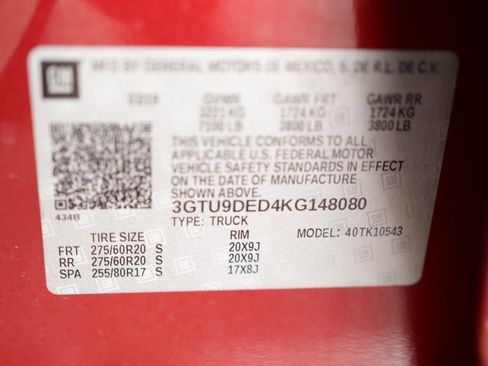 GM
MFD BY GENERAL MOTORS DE MEXICO, S. DE R.L. DE C.V.
GVWR GAWR FRT GAWR RR
3221 KG 1724 KG 1724 KG
7100 LB 3800 LB 3800 LB
THIS VEHICLE CONFORMS TO ALL
APPLICABLE U.S. FEDERAL MOTOR
VEHICLE SAFETY STANDARDS IN EFFECT
ON THE DATE OF MANUFACTURE
SHOWN ABOVE.
434B
3GTU9DED4KG148080
TYPE: TRUCK MODEL: 40TK10543
TIRE SIZE RIM
FRT 275/60R20 S 20X9J
RR 275/60R20 S 20X9J
SPA 255/80R17 S 17X8J